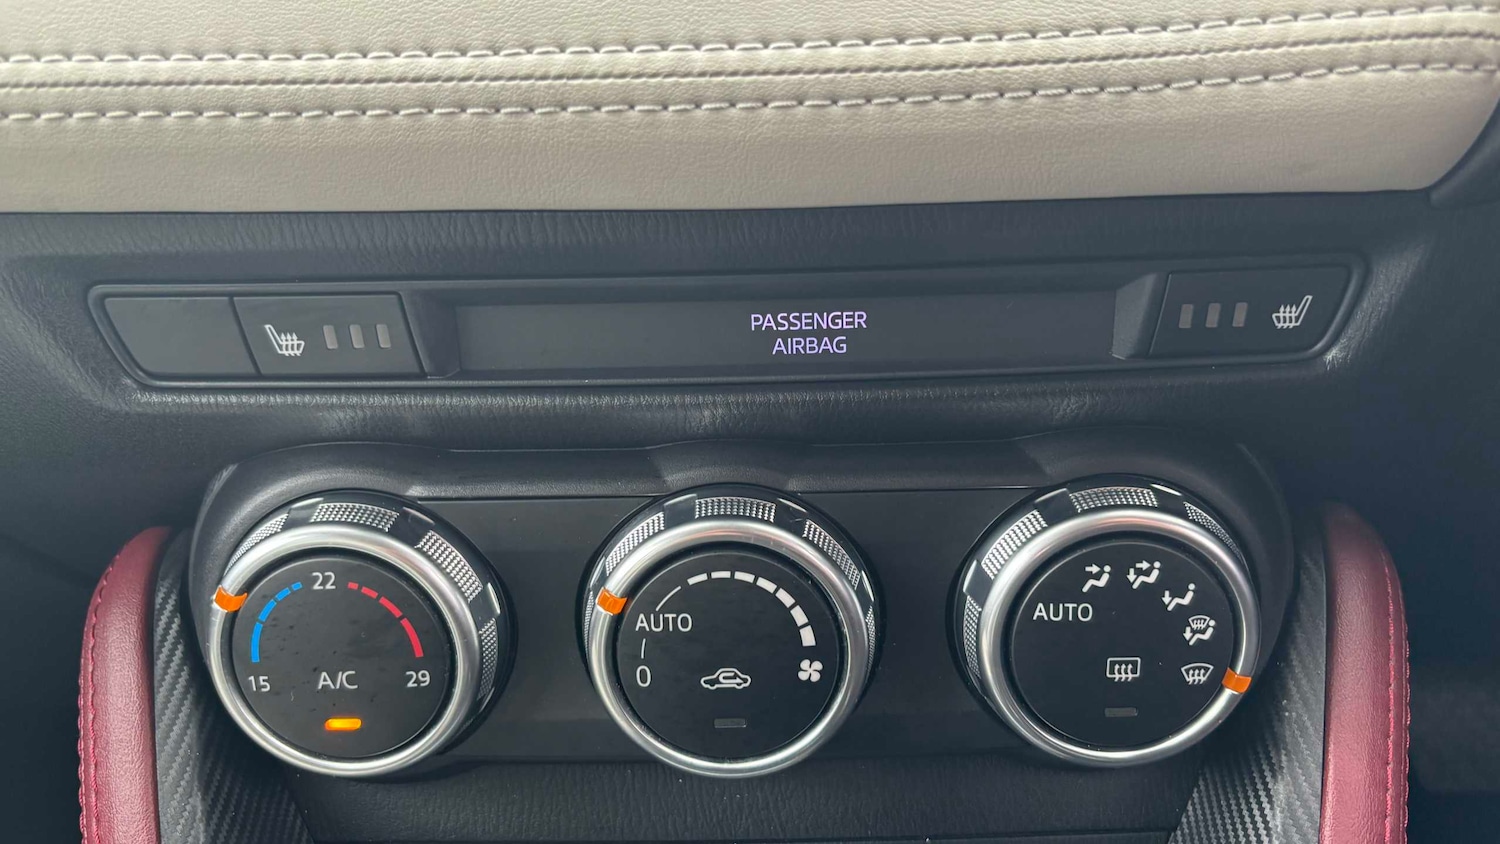 PASSENGER
AIRBAG
22
15
A/C
29
AUTO
0
AUTO